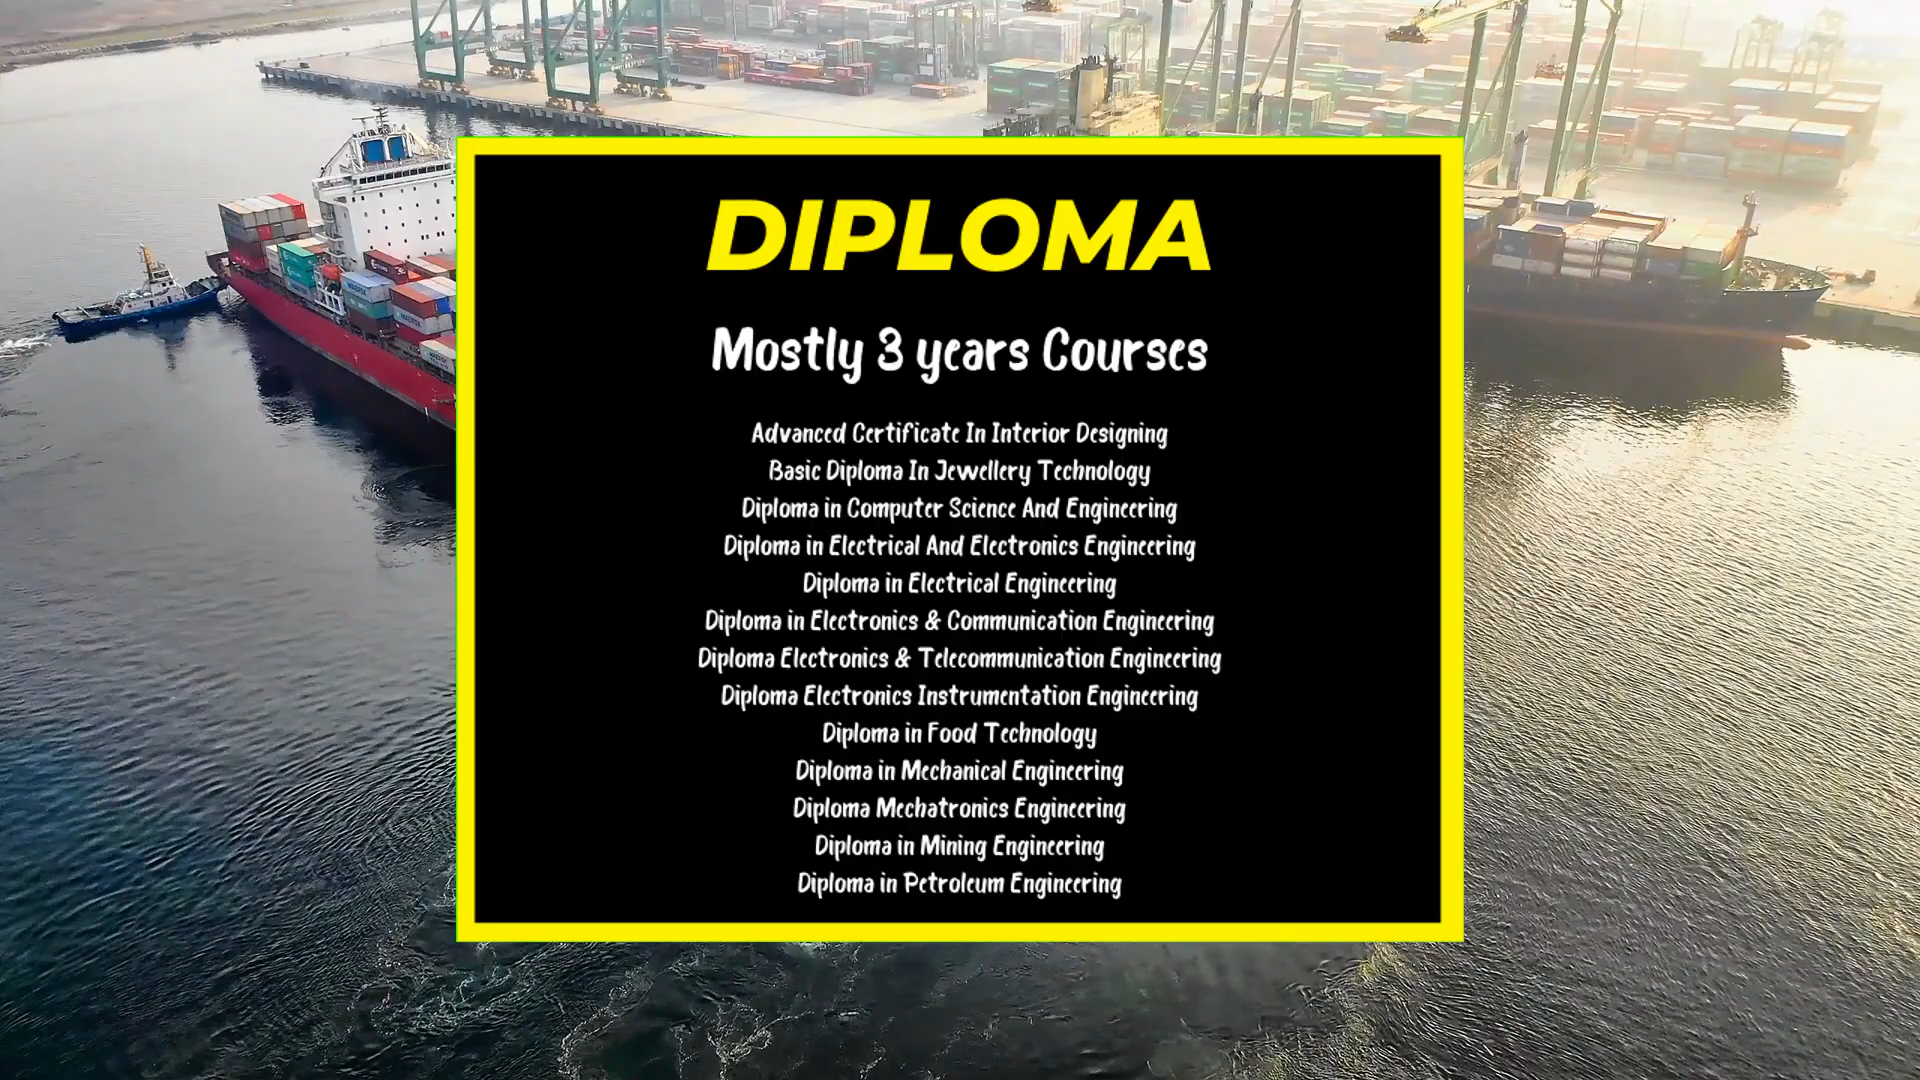 DIPLOMA
Mostly 3 years Courses
Advanced Certificate In Interior Designing
Basic Diploma In Jewellery Technology
Diploma in Computer Science And Engineering
Diploma in Electrical And Electronics Engineering
Diploma in Electrical Engineering
Diploma in Electronics & Communication Engineering
Diploma Electronics & Telecommunication Engineering
Diploma Electronics Instrumentation Engineering
Diploma in Food Technology
Diploma in Mechanical Engineering
Diploma Mechatronics Engineering
Diploma in Mining Engineering
Diploma in Petroleum Engineering